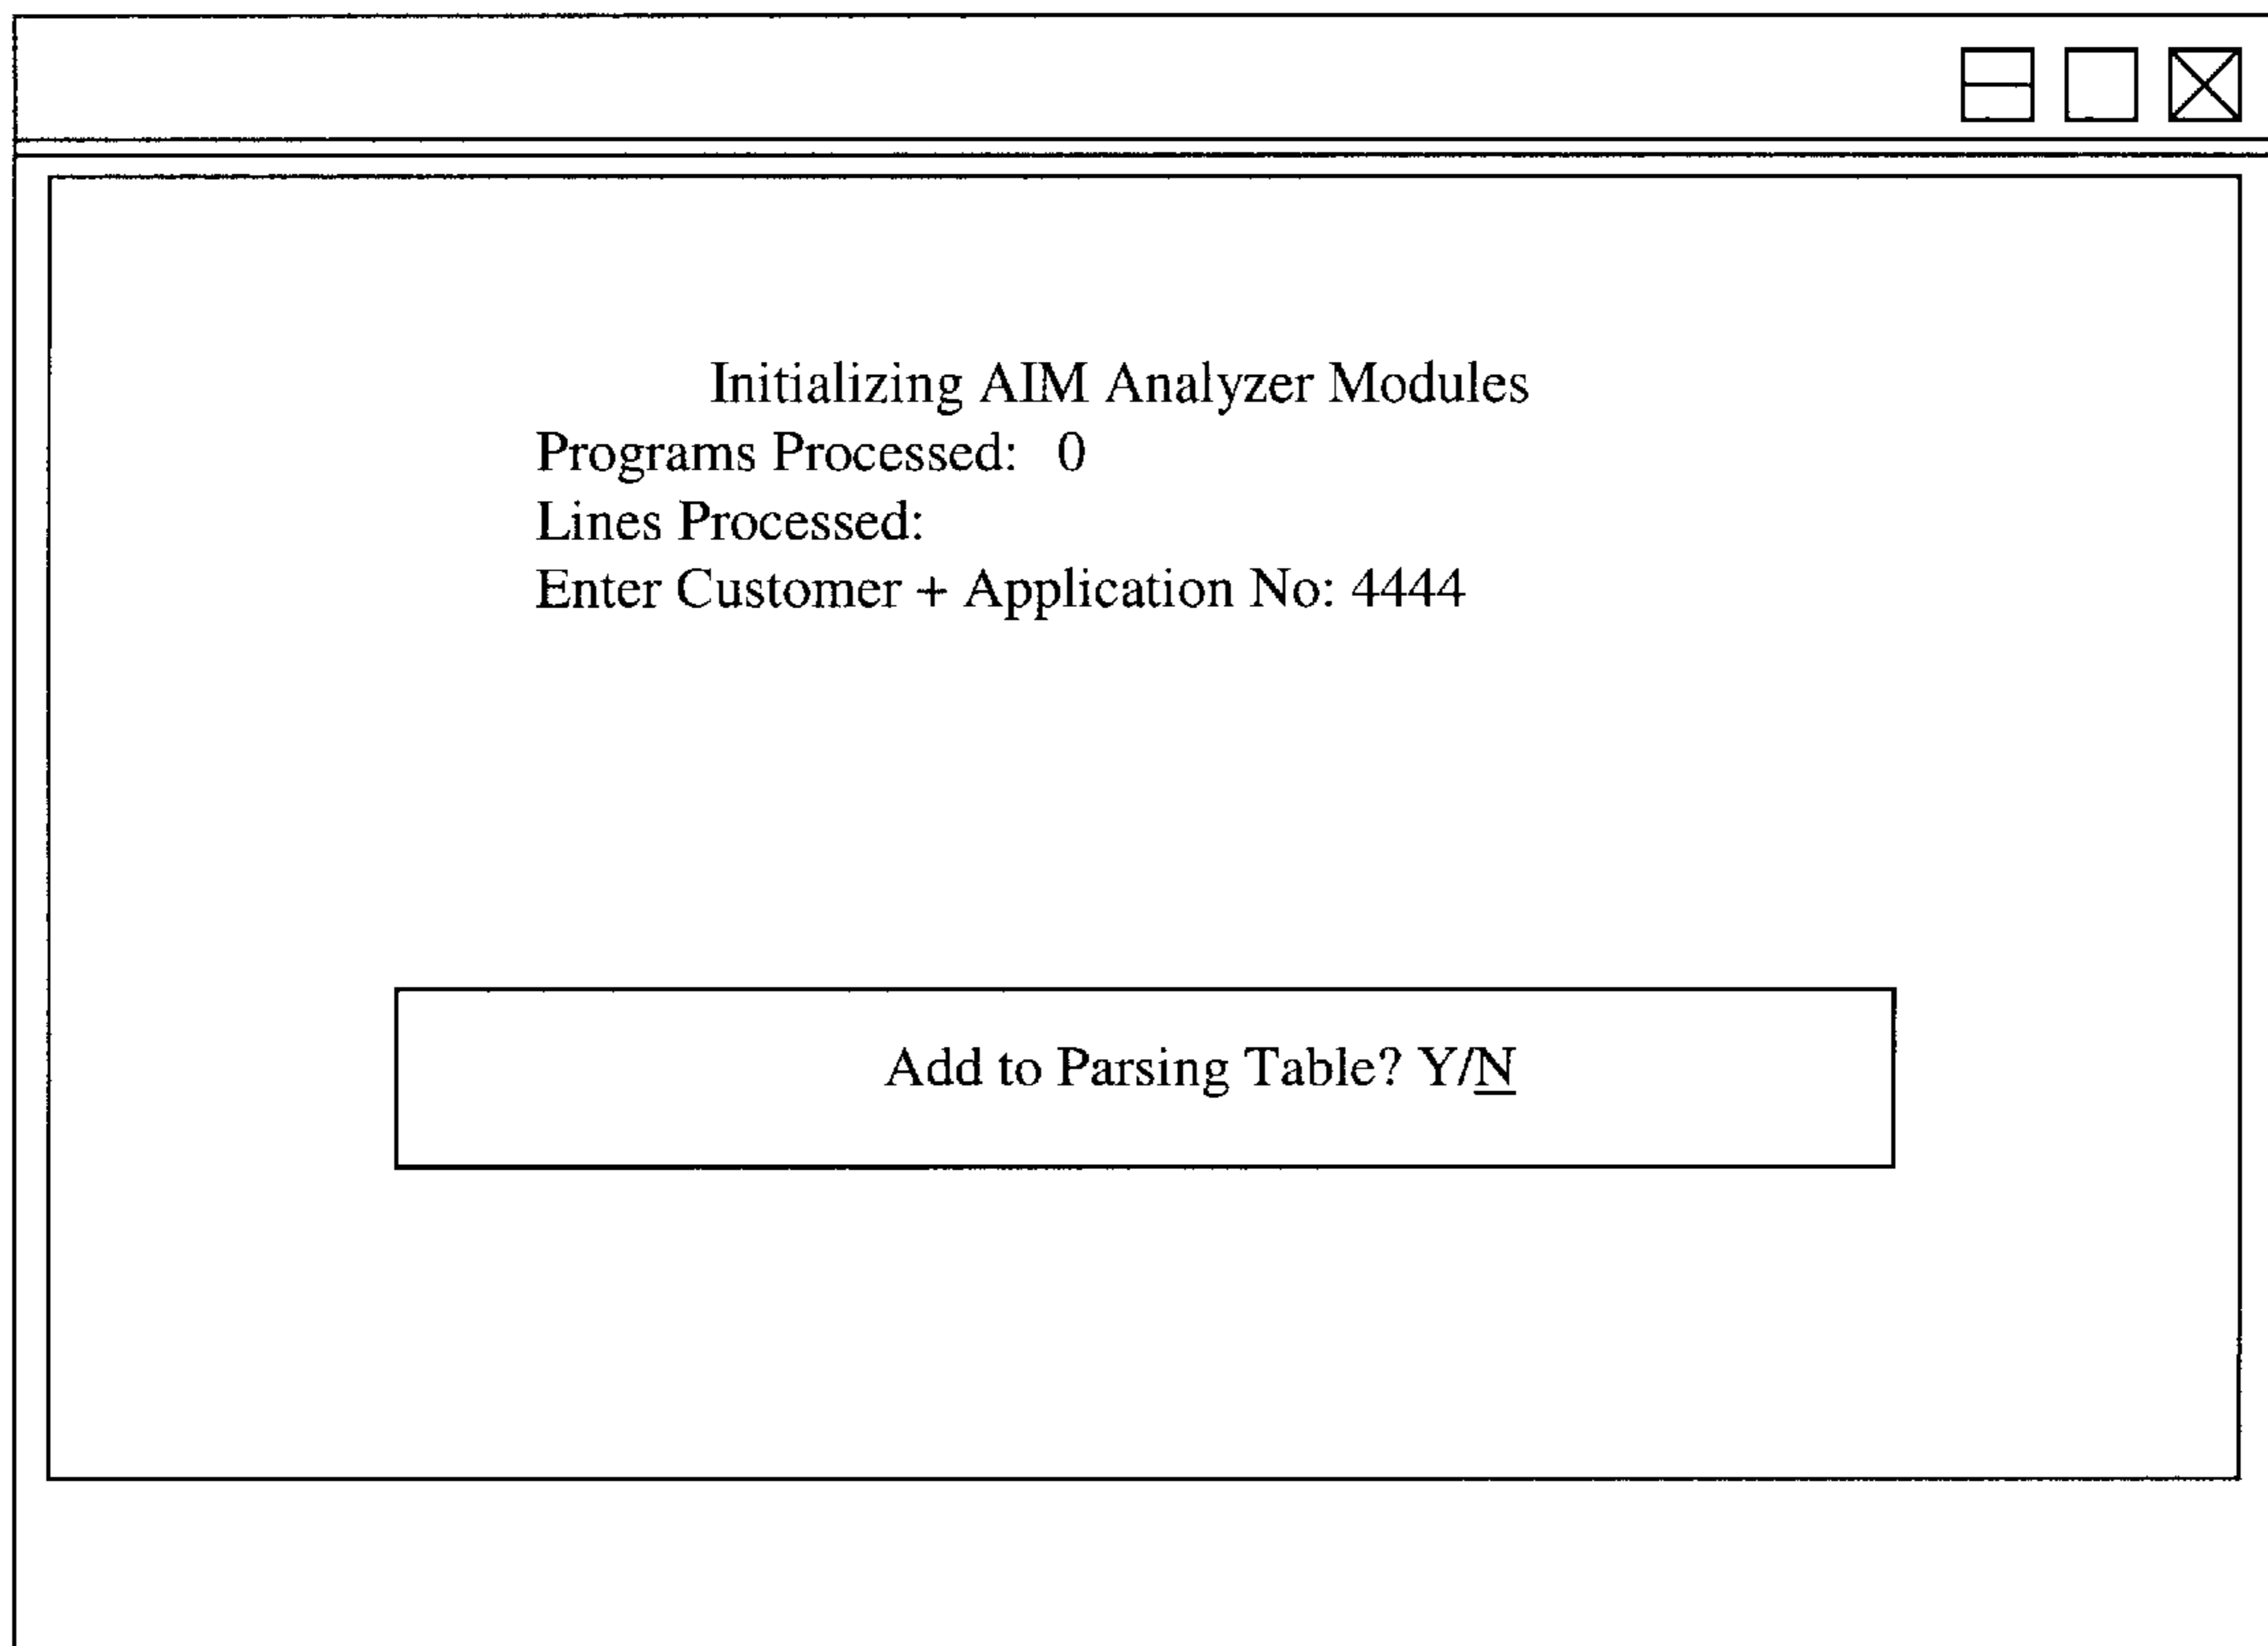 Initializing AIM Analyzer Modules
Programs Processed: 0
Lines Processed:
Enter Customer + Application No: 4444
Add to Parsing Table? Y/N